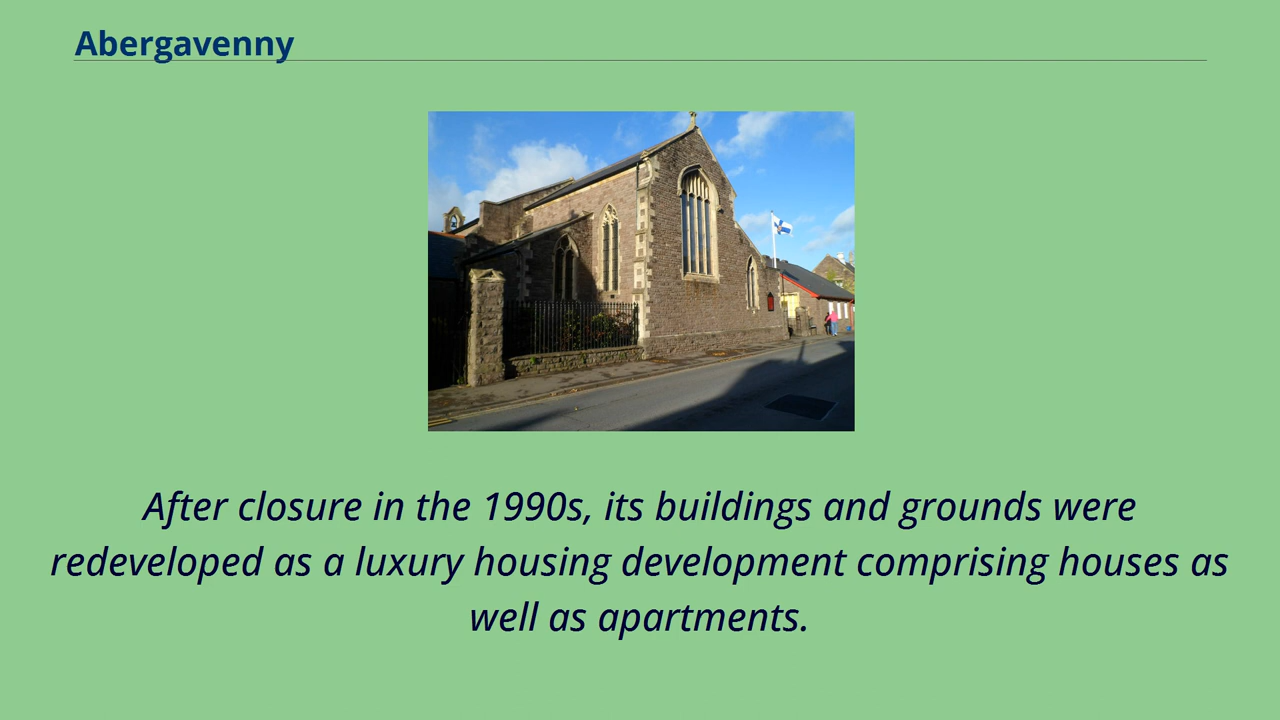 Abergavenny
After closure in the 1990s, its buildings and grounds were
redeveloped as a luxury housing development comprising houses as
well as apartments.